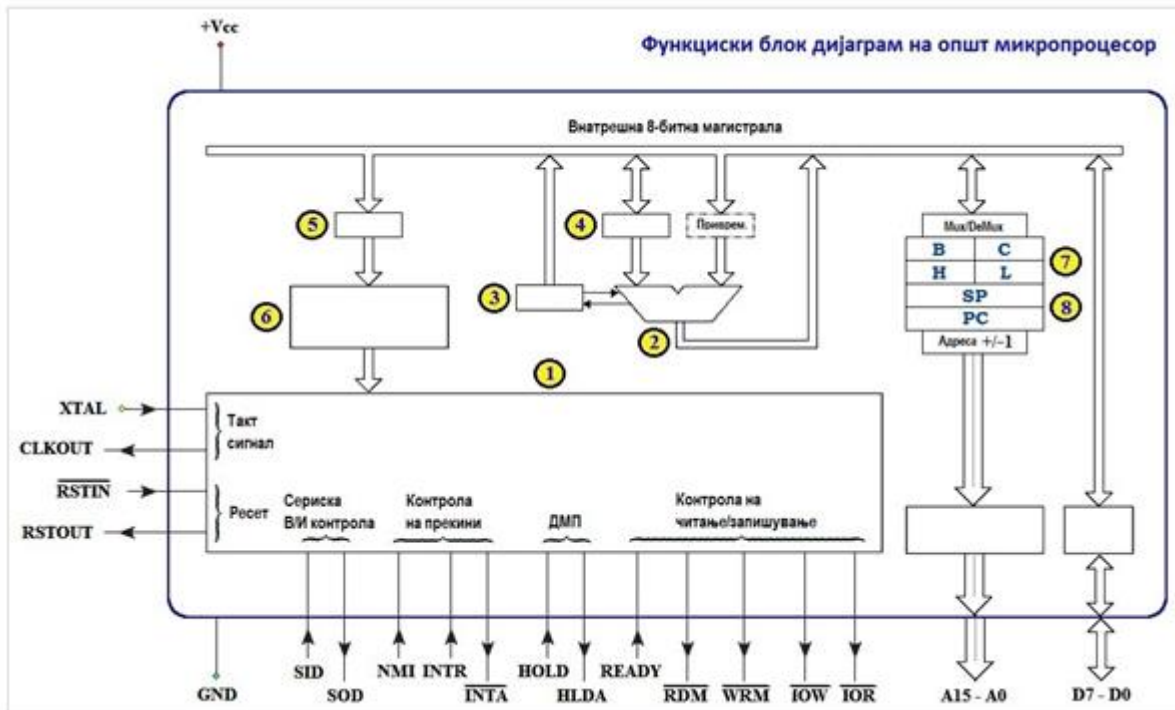 +Vcc
Функциски блок дијаграм на општ микропроцесор
Внатрешна 8-битна магистрала
5
4
Приврем.
Mux/DeMux
B C
7
H L
3
SP
8
6
PC
2
Адреса +/-1
1
XTAL
Такт
сигнал
CLKOUT
RSTIN
Ресет
RSTOUT
Сериска
В/И контрола
Контрола
на прекини
ДМП
Контрола на
читање/запишување
SID
SOD
NMI
INTR
INTA
HOLD
HLDA
READY
RDM
WRM
IOW
IOR
GND
A15 - A0
D7 - D0